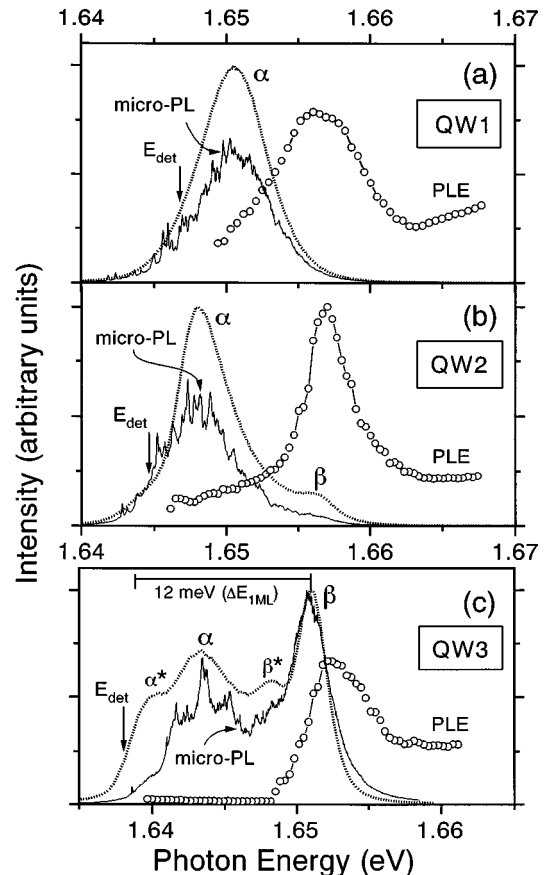 1.64 1.65 1.66 1.67
α (a)
micro-PL QW1
E_det
PLE
α (b)
micro-PL QW2
E_det
PLE
β
1.64 1.65 1.66 1.67
12 meV (ΔE_1ML) β (c)
α QW3
α* β*
E_det
PLE
micro-PL
1.64 1.65 1.66
Photon Energy (eV)
Intensity (arbitrary units)